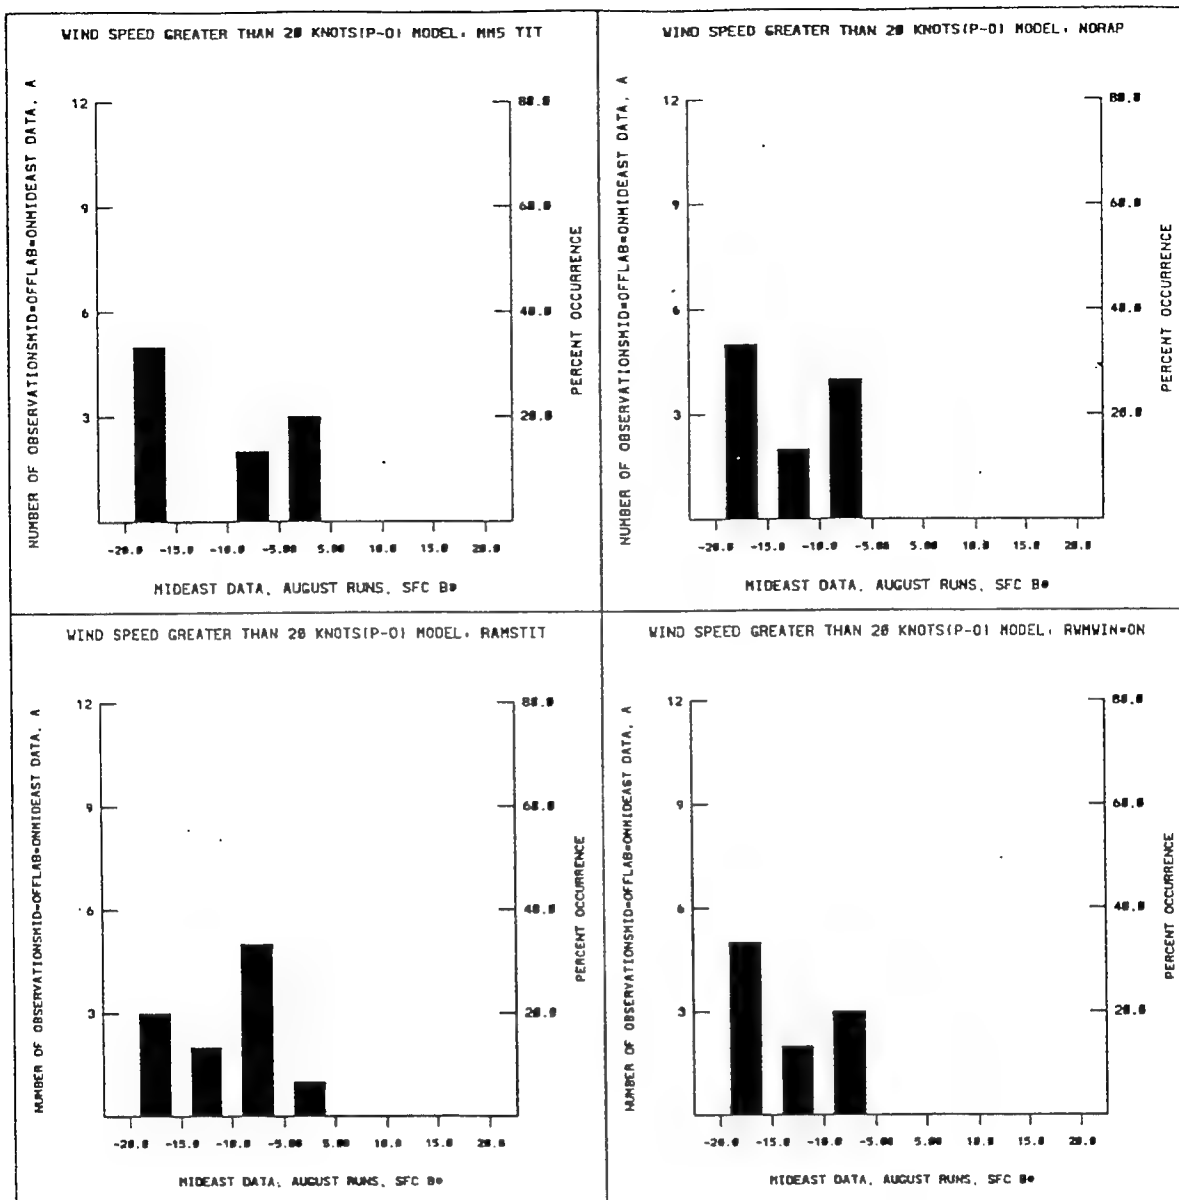 WIND SPEED GREATER THAN 20 KNOTS(P-O) MODEL, MM5 TIT
NUMBER OF OBSERVATIONSMID=OFFLAB=ONMIDEAST DATA, A
12
9
6
3
80.0
60.0
40.0
20.0
PERCENT OCCURRENCE
-20.0 -15.0 -10.0 -5.00 5.00 10.0 15.0 20.0
MIDEAST DATA, AUGUST RUNS, SFC B=
WIND SPEED GREATER THAN 20 KNOTS(P-O) MODEL, NORAP
NUMBER OF OBSERVATIONSMID=OFFLAB=ONMIDEAST DATA, A
12
9
6
3
80.0
60.0
40.0
20.0
PERCENT OCCURRENCE
-20.0 -15.0 -10.0 -5.00 5.00 10.0 15.0 20.0
MIDEAST DATA, AUGUST RUNS, SFC B=
WIND SPEED GREATER THAN 20 KNOTS(P-O) MODEL, RAMSTIT
NUMBER OF OBSERVATIONSMID=OFFLAB=ONMIDEAST DATA, A
12
9
6
3
80.0
60.0
40.0
20.0
PERCENT OCCURRENCE
-20.0 -15.0 -10.0 -5.00 5.00 10.0 15.0 20.0
MIDEAST DATA, AUGUST RUNS, SFC B=
WIND SPEED GREATER THAN 20 KNOTS(P-O) MODEL, RWMWIN=ON
NUMBER OF OBSERVATIONSMID=OFFLAB=ONMIDEAST DATA, A
12
9
6
3
80.0
60.0
40.0
20.0
PERCENT OCCURRENCE
-20.0 -15.0 -10.0 -5.00 5.00 10.0 15.0 20.0
MIDEAST DATA, AUGUST RUNS, SFC B=